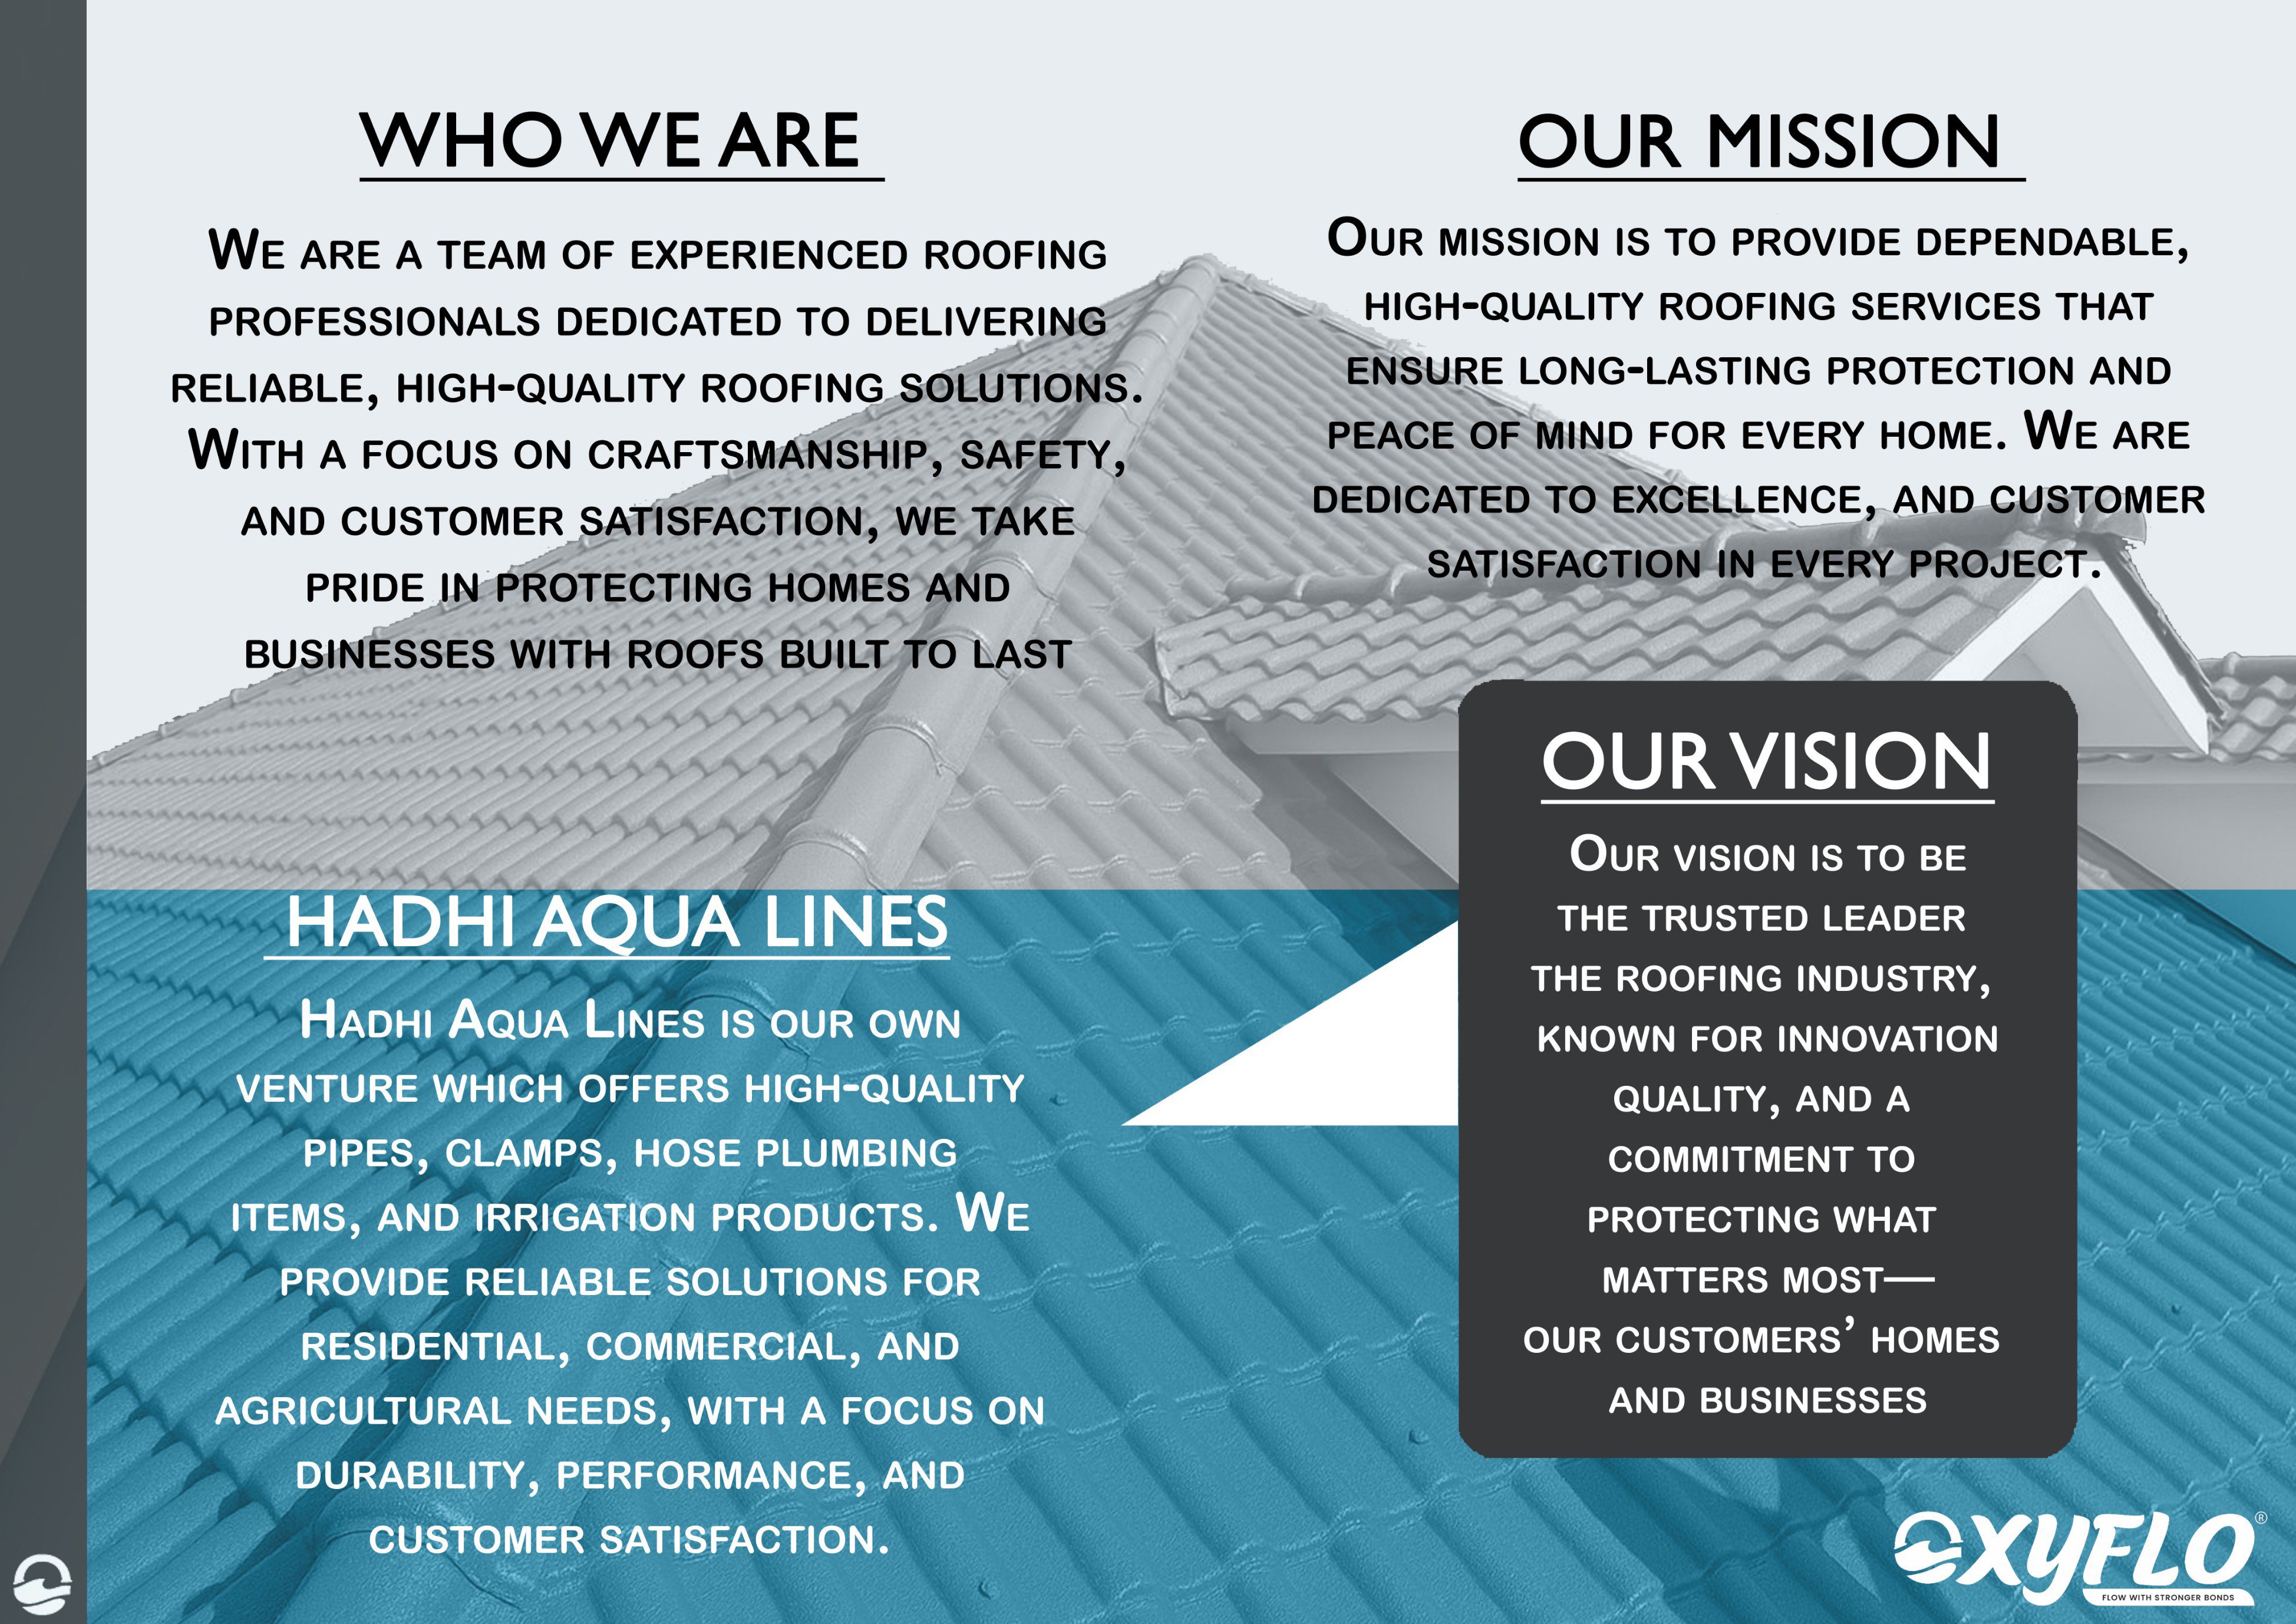 WHO WE ARE
We are a team of experienced roofing
professionals dedicated to delivering
reliable, high-quality roofing solutions.
With a focus on craftsmanship, safety,
and customer satisfaction, we take
pride in protecting homes and
businesses with roofs built to last
OUR MISSION
Our mission is to provide dependable,
high-quality roofing services that
ensure long-lasting protection and
peace of mind for every home. We are
dedicated to excellence, and customer
satisfaction in every project.
HADHI AQUA LINES
Hadhi Aqua Lines is our own
venture which offers high-quality
pipes, clamps, hose plumbing
items, and irrigation products. We
provide reliable solutions for
residential, commercial, and
agricultural needs, with a focus on
durability, performance, and
customer satisfaction.
OUR VISION
Our vision is to be
the trusted leader
the roofing industry,
known for innovation
quality, and a
commitment to
protecting what
matters most—
our customers’ homes
and businesses
OXYFLO®
FLOW WITH STRONGER BONDS